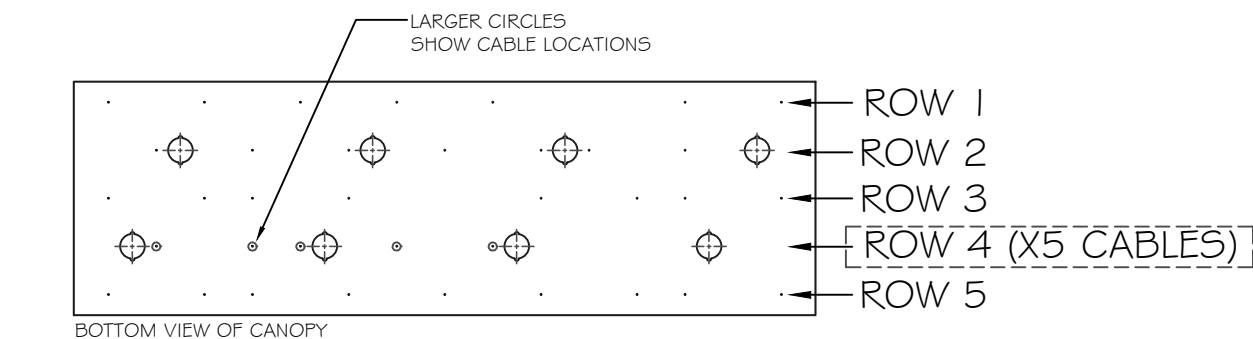 LARGER CIRCLES
SHOW CABLE LOCATIONS
ROW 1
ROW 2
ROW 3
ROW 4 (X5 CABLES)
ROW 5
BOTTOM VIEW OF CANOPY